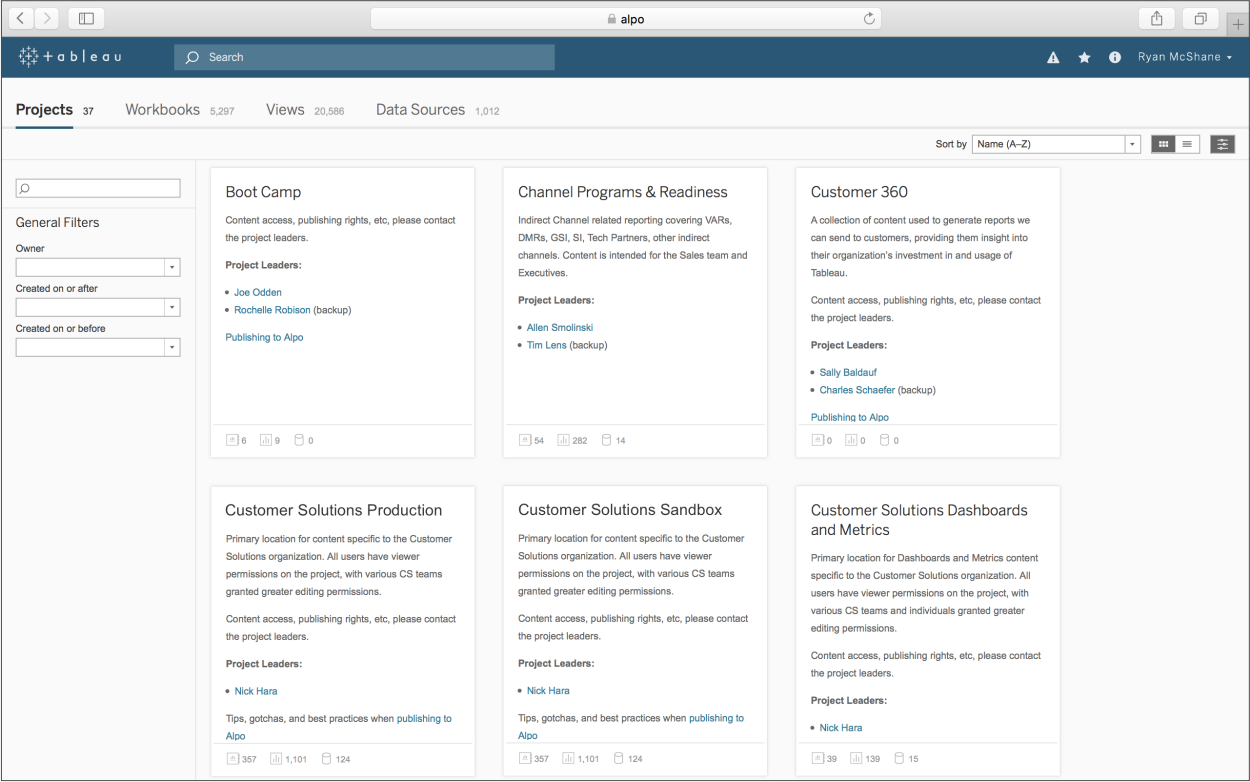 alpo
+ a b l e a u
Search
Ryan McShane
Projects 37
Workbooks 5,297
Views 20,586
Data Sources 1,012
Sort by
Name (A–Z)
General Filters
Owner
Created on or after
Created on or before
Boot Camp
Content access, publishing rights, etc, please contact
the project leaders.
Project Leaders:
• Joe Odden
• Rochelle Robison (backup)
Publishing to Alpo
6 9 0
Channel Programs & Readiness
Indirect Channel related reporting covering VARs,
DMRs, GSI, SI, Tech Partners, other indirect
channels. Content is intended for the Sales team and
Executives.
Project Leaders:
• Allen Smolinski
• Tim Lens (backup)
54 282 14
Customer 360
A collection of content used to generate reports we
can send to customers, providing them insight into
their organization's investment in and usage of
Tableau.
Content access, publishing rights, etc, please contact
the project leaders.
Project Leaders:
• Sally Baldauf
• Charles Schaefer (backup)
Publishing to Alpo
0 0 0
Customer Solutions Production
Primary location for content specific to the Customer
Solutions organization. All users have viewer
permissions on the project, with various CS teams
granted greater editing permissions.
Content access, publishing rights, etc, please contact
the project leaders.
Project Leaders:
• Nick Hara
Tips, gotchas, and best practices when publishing to
Alpo
357 1,101 124
Customer Solutions Sandbox
Primary location for content specific to the Customer
Solutions organization. All users have viewer
permissions on the project, with various CS teams
granted greater editing permissions.
Content access, publishing rights, etc, please contact
the project leaders.
Project Leaders:
• Nick Hara
Tips, gotchas, and best practices when publishing to
Alpo
357 1,101 124
Customer Solutions Dashboards
and Metrics
Primary location for Dashboards and Metrics content
specific to the Customer Solutions organization. All
users have viewer permissions on the project, with
various CS teams and individuals granted greater
editing permissions.
Content access, publishing rights, etc, please contact
the project leaders.
Project Leaders:
• Nick Hara
39 139 15